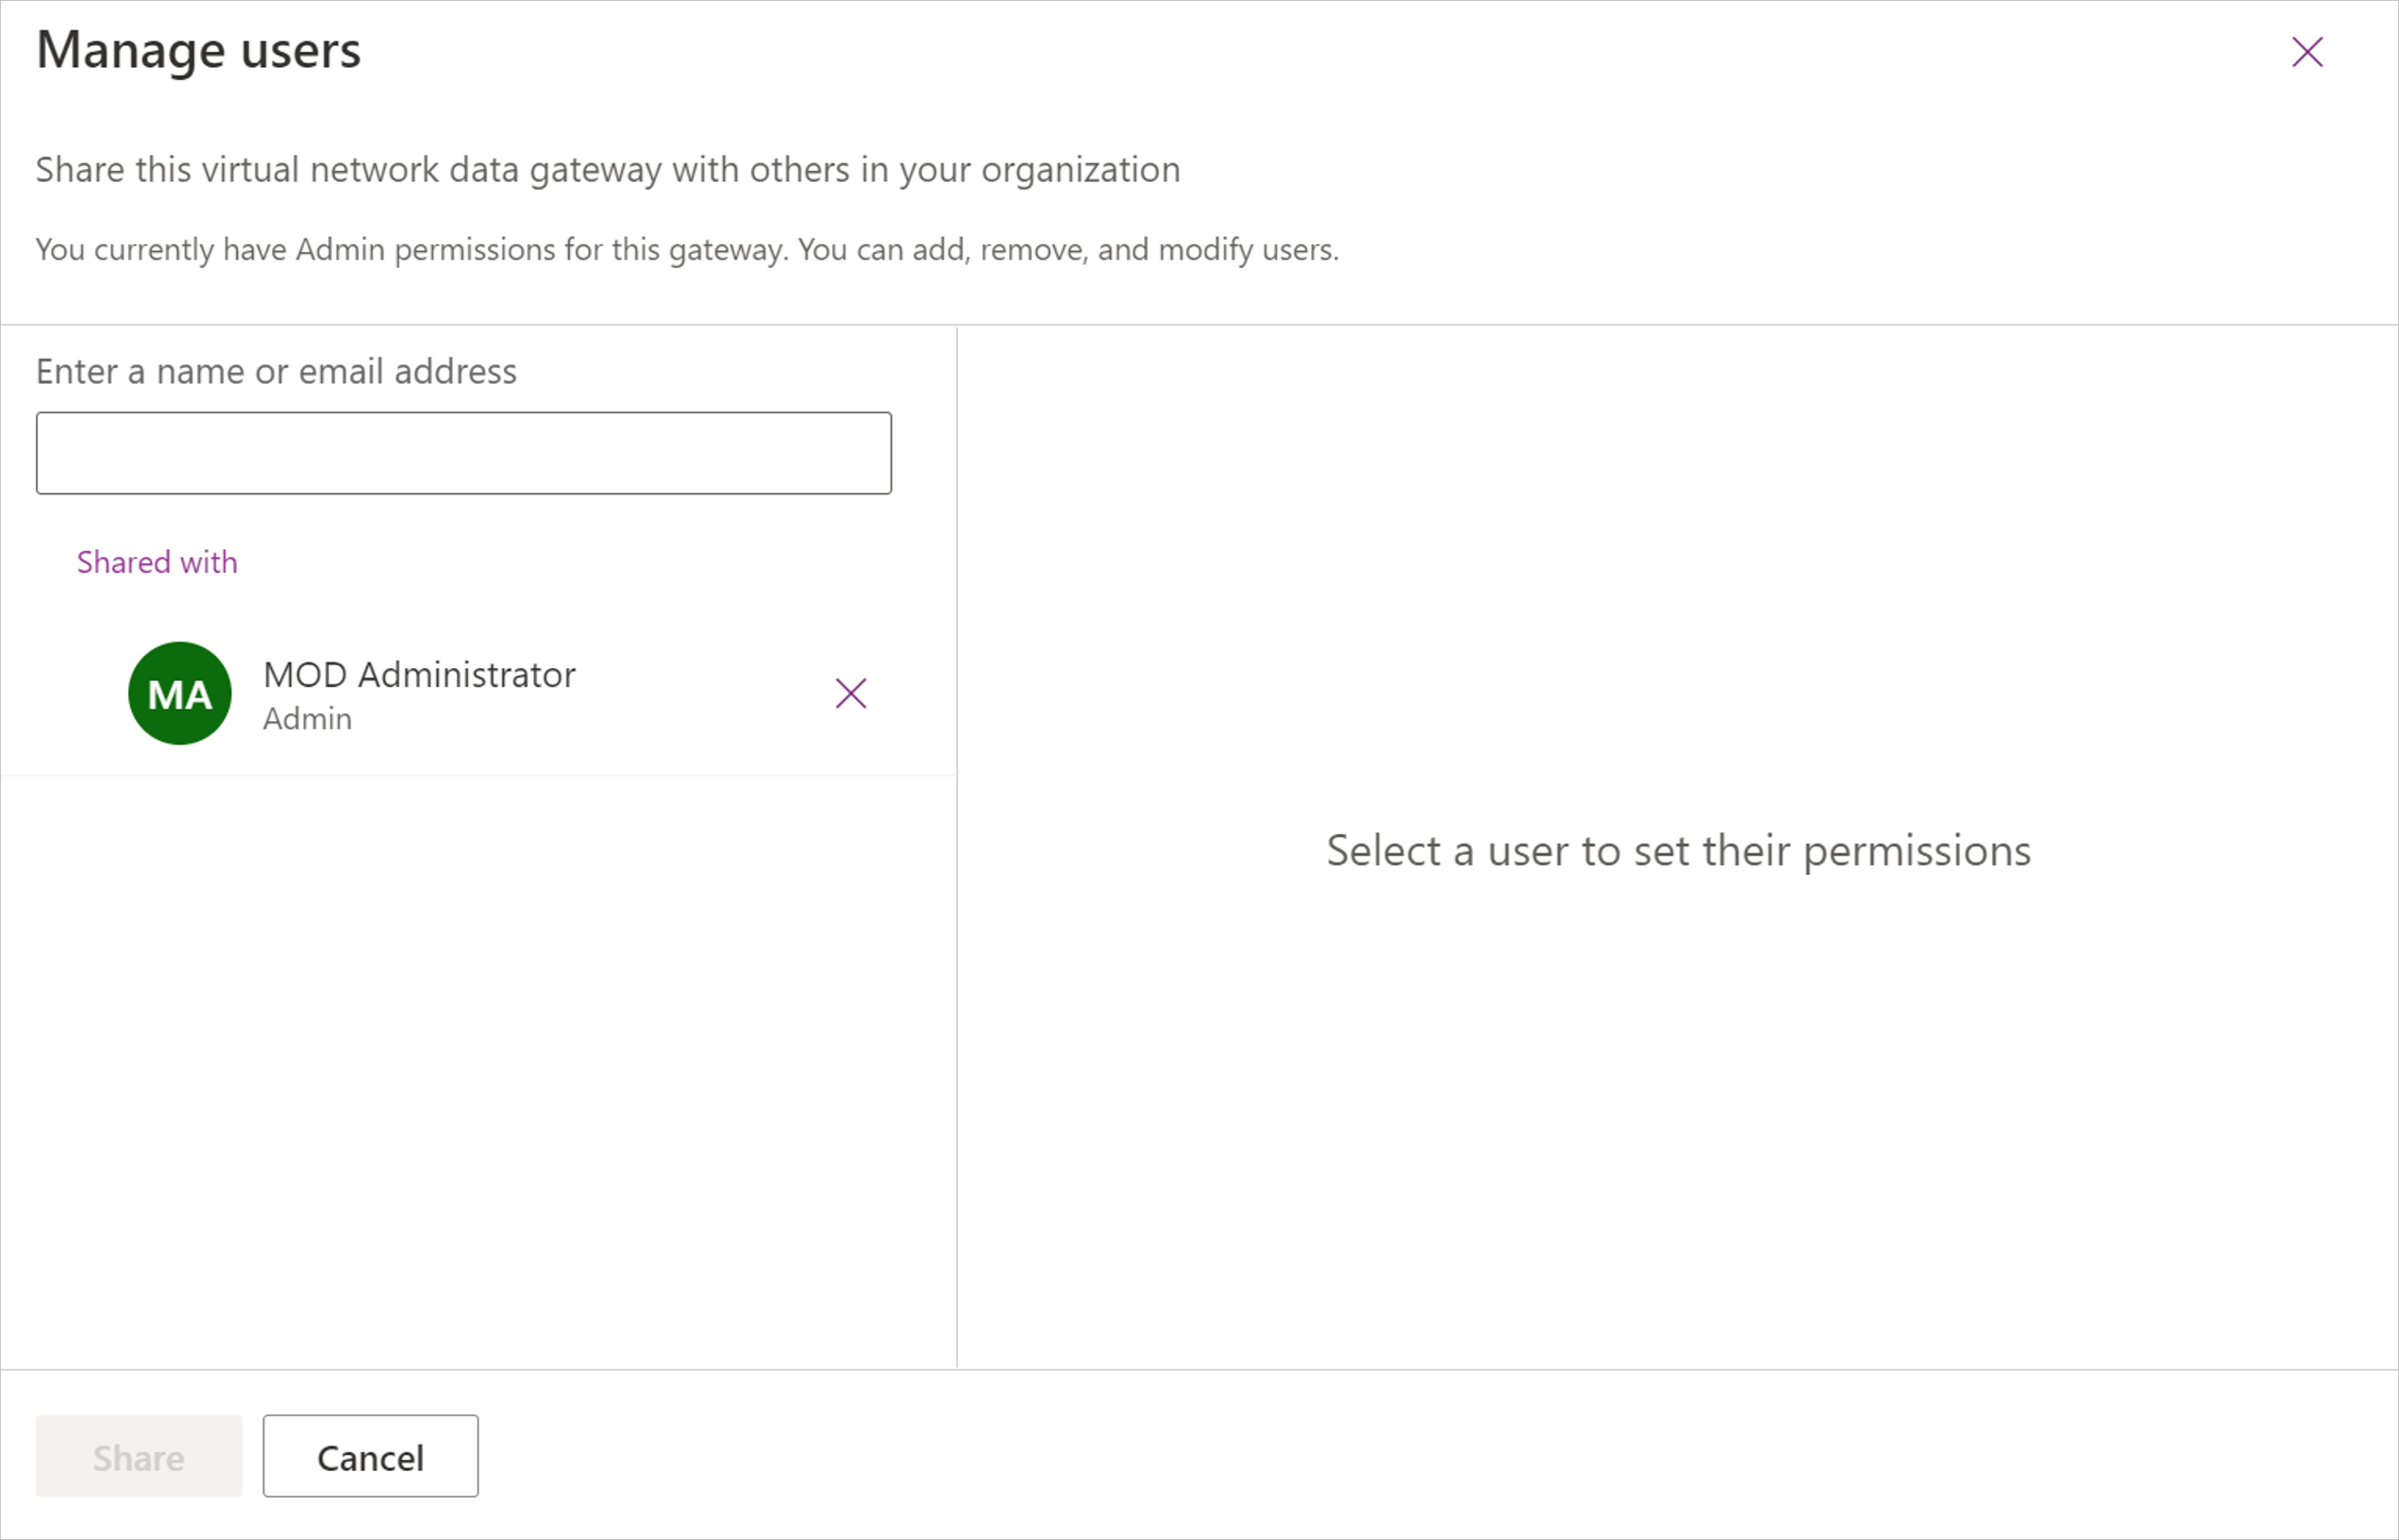 Manage users
Share this virtual network data gateway with others in your organization
You currently have Admin permissions for this gateway. You can add, remove, and modify users.
Enter a name or email address
Shared with
MA
MOD Administrator
Admin
Select a user to set their permissions
Share
Cancel